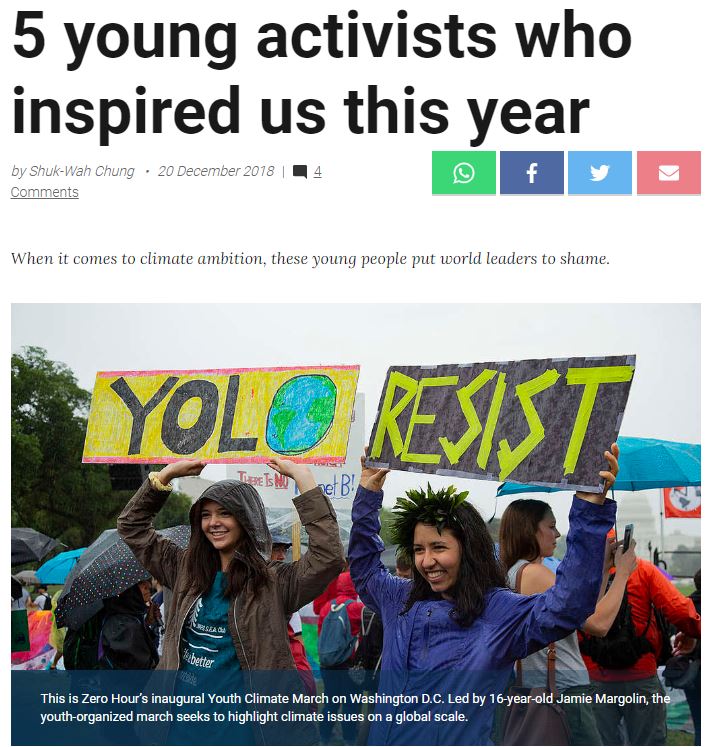 5 young activists who
inspired us this year
by Shuk-Wah Chung • 20 December 2018 | 4
Comments
When it comes to climate ambition, these young people put world leaders to shame.
YOLO RESIST
THERE IS NO
net B!
better
This is Zero Hour's inaugural Youth Climate March on Washington D.C. Led by 16-year-old Jamie Margolin, the
youth-organized march seeks to highlight climate issues on a global scale.